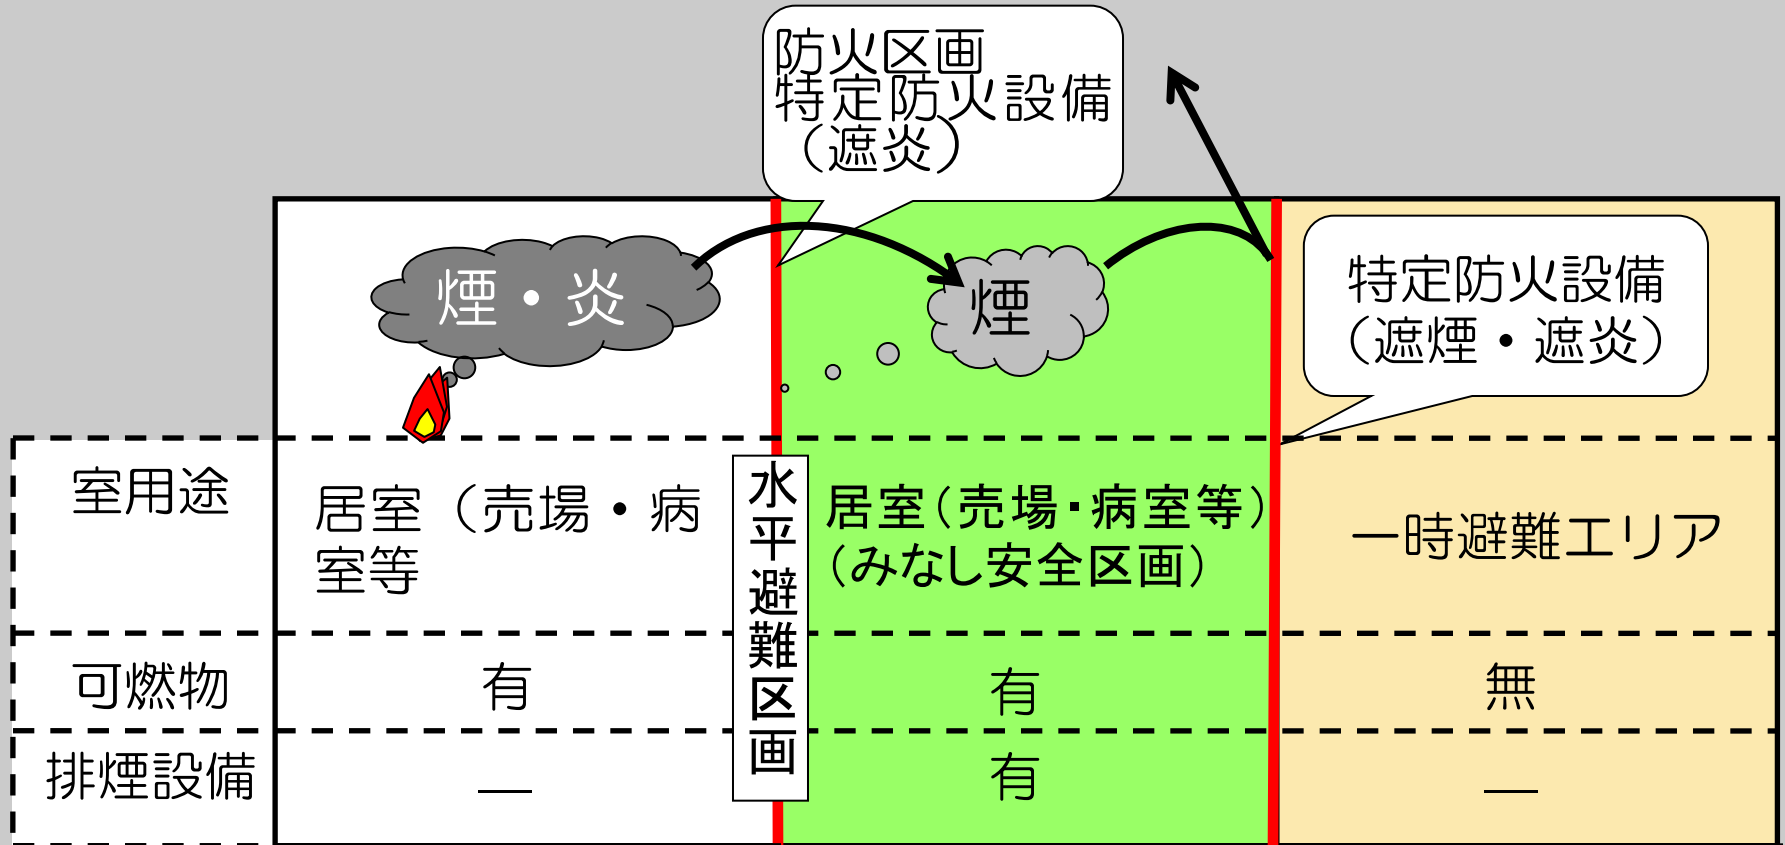 防火区画
特定防火設備
（遮炎）
煙・炎
煙
特定防火設備
（遮煙・遮炎）
室用途
居室（売場・病
室等
水平避難区画
居室（売場・病室等）
（みなし安全区画）
一時避難エリア
可燃物
有
有
無
排煙設備
―
有
―